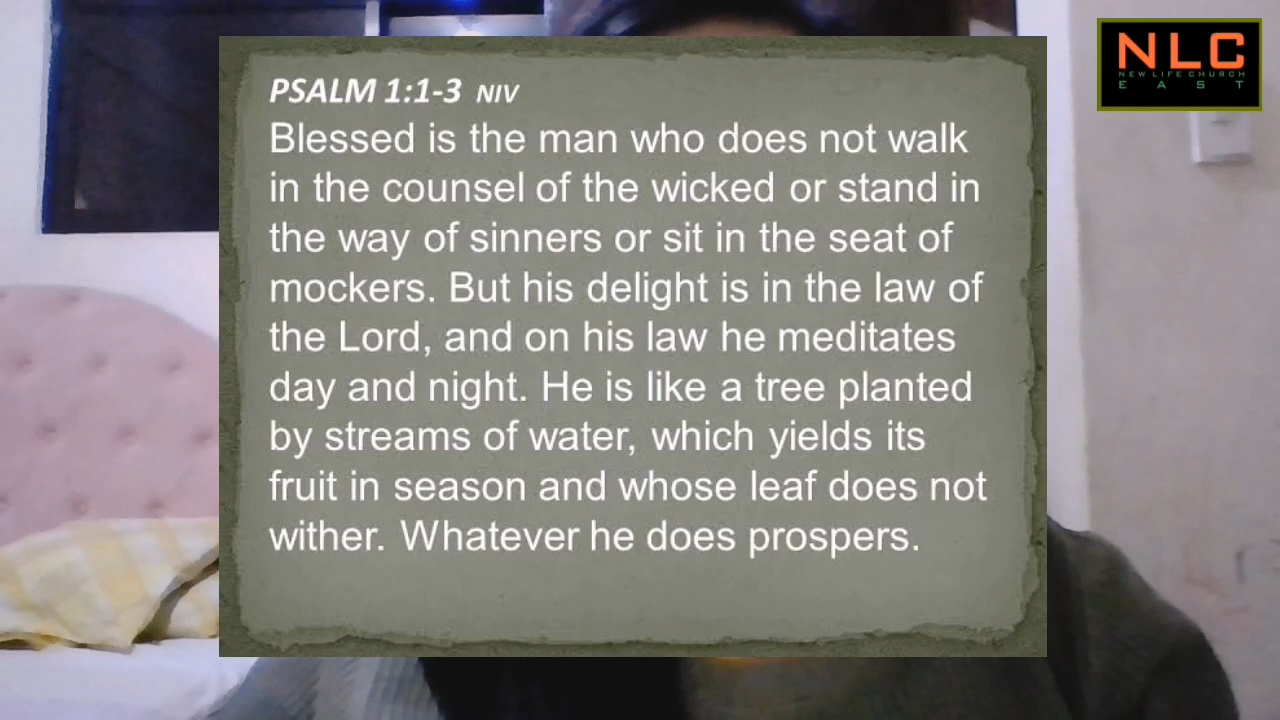 PSALM 1:1-3 NIV
Blessed is the man who does not walk
in the counsel of the wicked or stand in
the way of sinners or sit in the seat of
mockers. But his delight is in the law of
the Lord, and on his law he meditates
day and night. He is like a tree planted
by streams of water, which yields its
fruit in season and whose leaf does not
wither. Whatever he does prospers.
NLC
NEW LIFE CHURCH
EAST